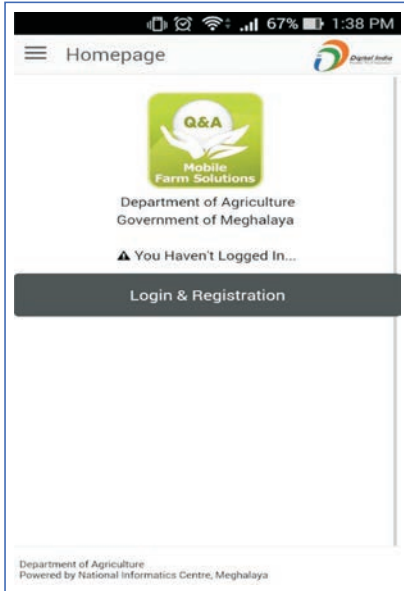 67% 1:38 PM
Homepage
Digital India
Q&A
Mobile
Farm Solutions
Department of Agriculture
Government of Meghalaya
You Haven't Logged In...
Login & Registration
Department of Agriculture
Powered by National Informatics Centre, Meghalaya